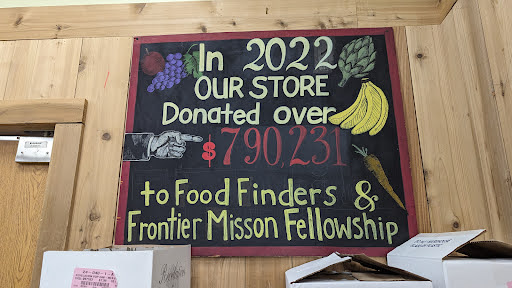 In 2022
OUR STORE
Donated over
$790,231
to Food Finders &
Frontier Misson Fellowship